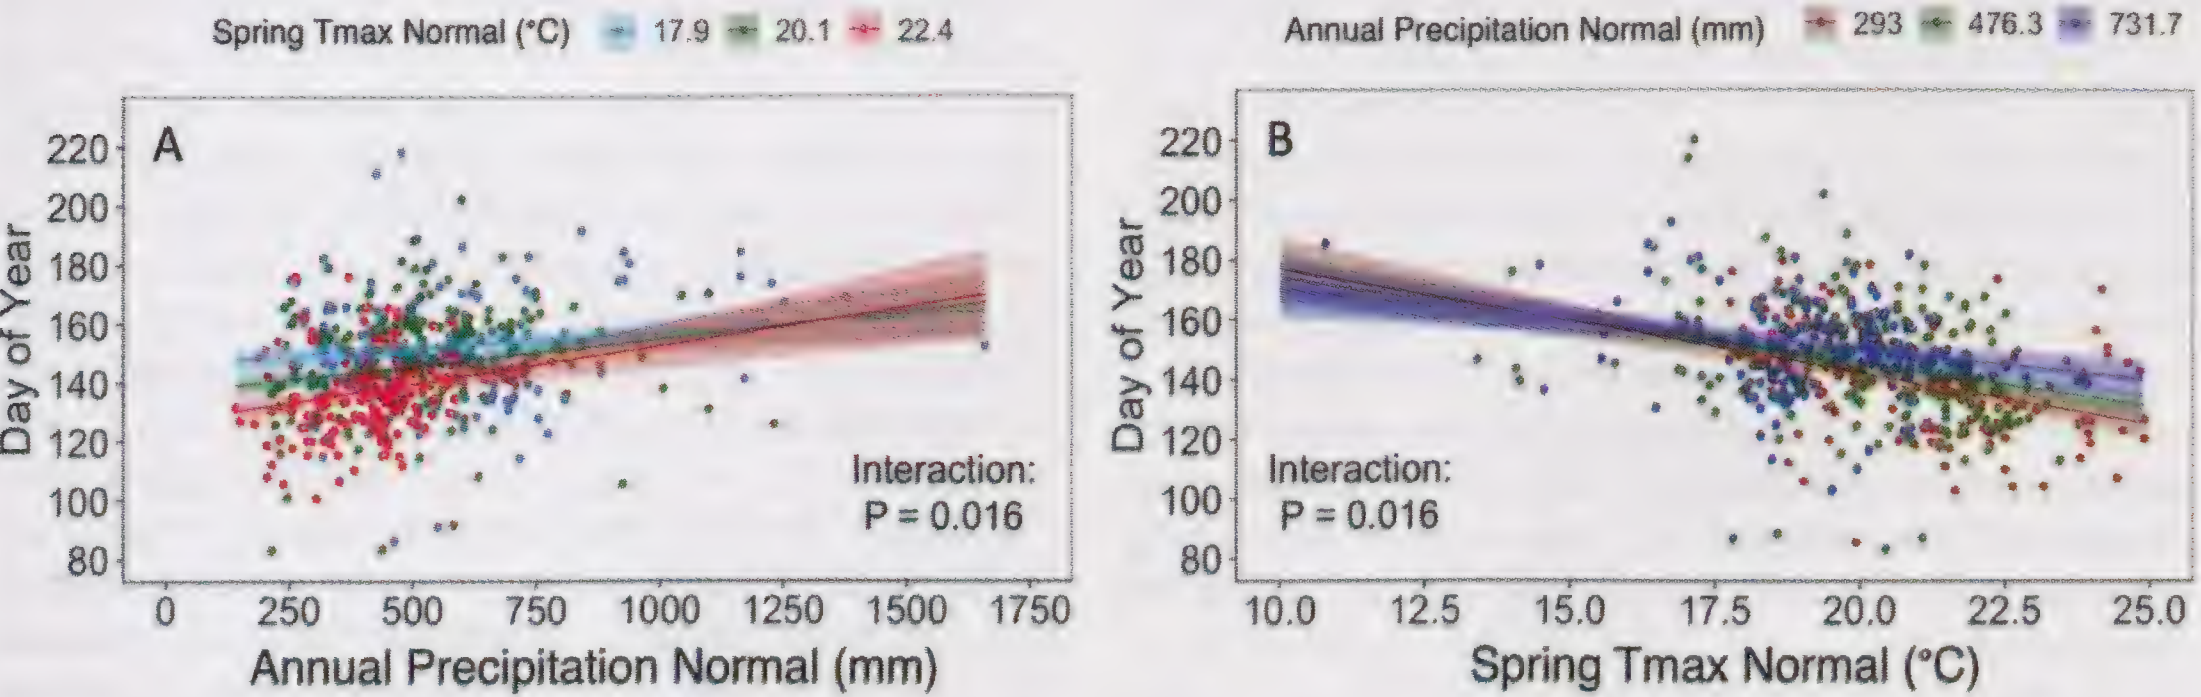 Spring Tmax Normal (°C) 17.9 20.1 22.4
Annual Precipitation Normal (mm) 293 476.3 731.7
A
220
200
180
160
140
120
100
80
Day of Year
Interaction:
P = 0.016
0 250 500 750 1000 1250 1500 1750
Annual Precipitation Normal (mm)
B
220
200
180
160
140
120
100
80
Day of Year
Interaction:
P = 0.016
10.0 12.5 15.0 17.5 20.0 22.5 25.0
Spring Tmax Normal (°C)